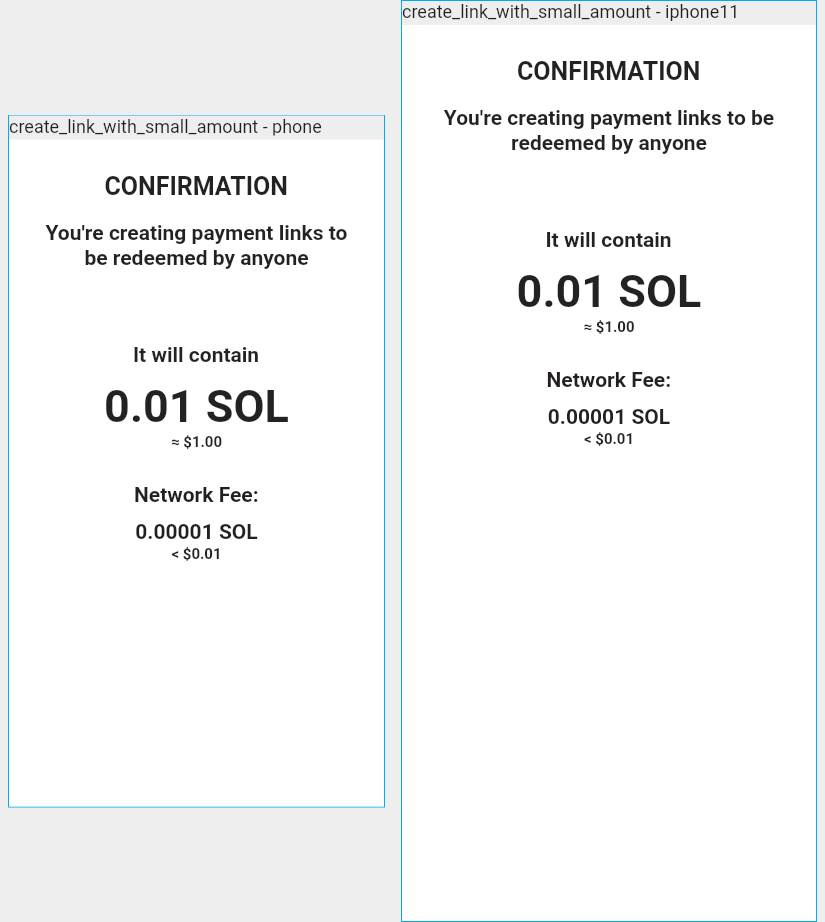 create_link_with_small_amount - phone
CONFIRMATION
You're creating payment links to
be redeemed by anyone
It will contain
0.01 SOL
≈ $1.00
Network Fee:
0.00001 SOL
< $0.01
create_link_with_small_amount - iphone11
CONFIRMATION
You're creating payment links to be
redeemed by anyone
It will contain
0.01 SOL
≈ $1.00
Network Fee:
0.00001 SOL
< $0.01